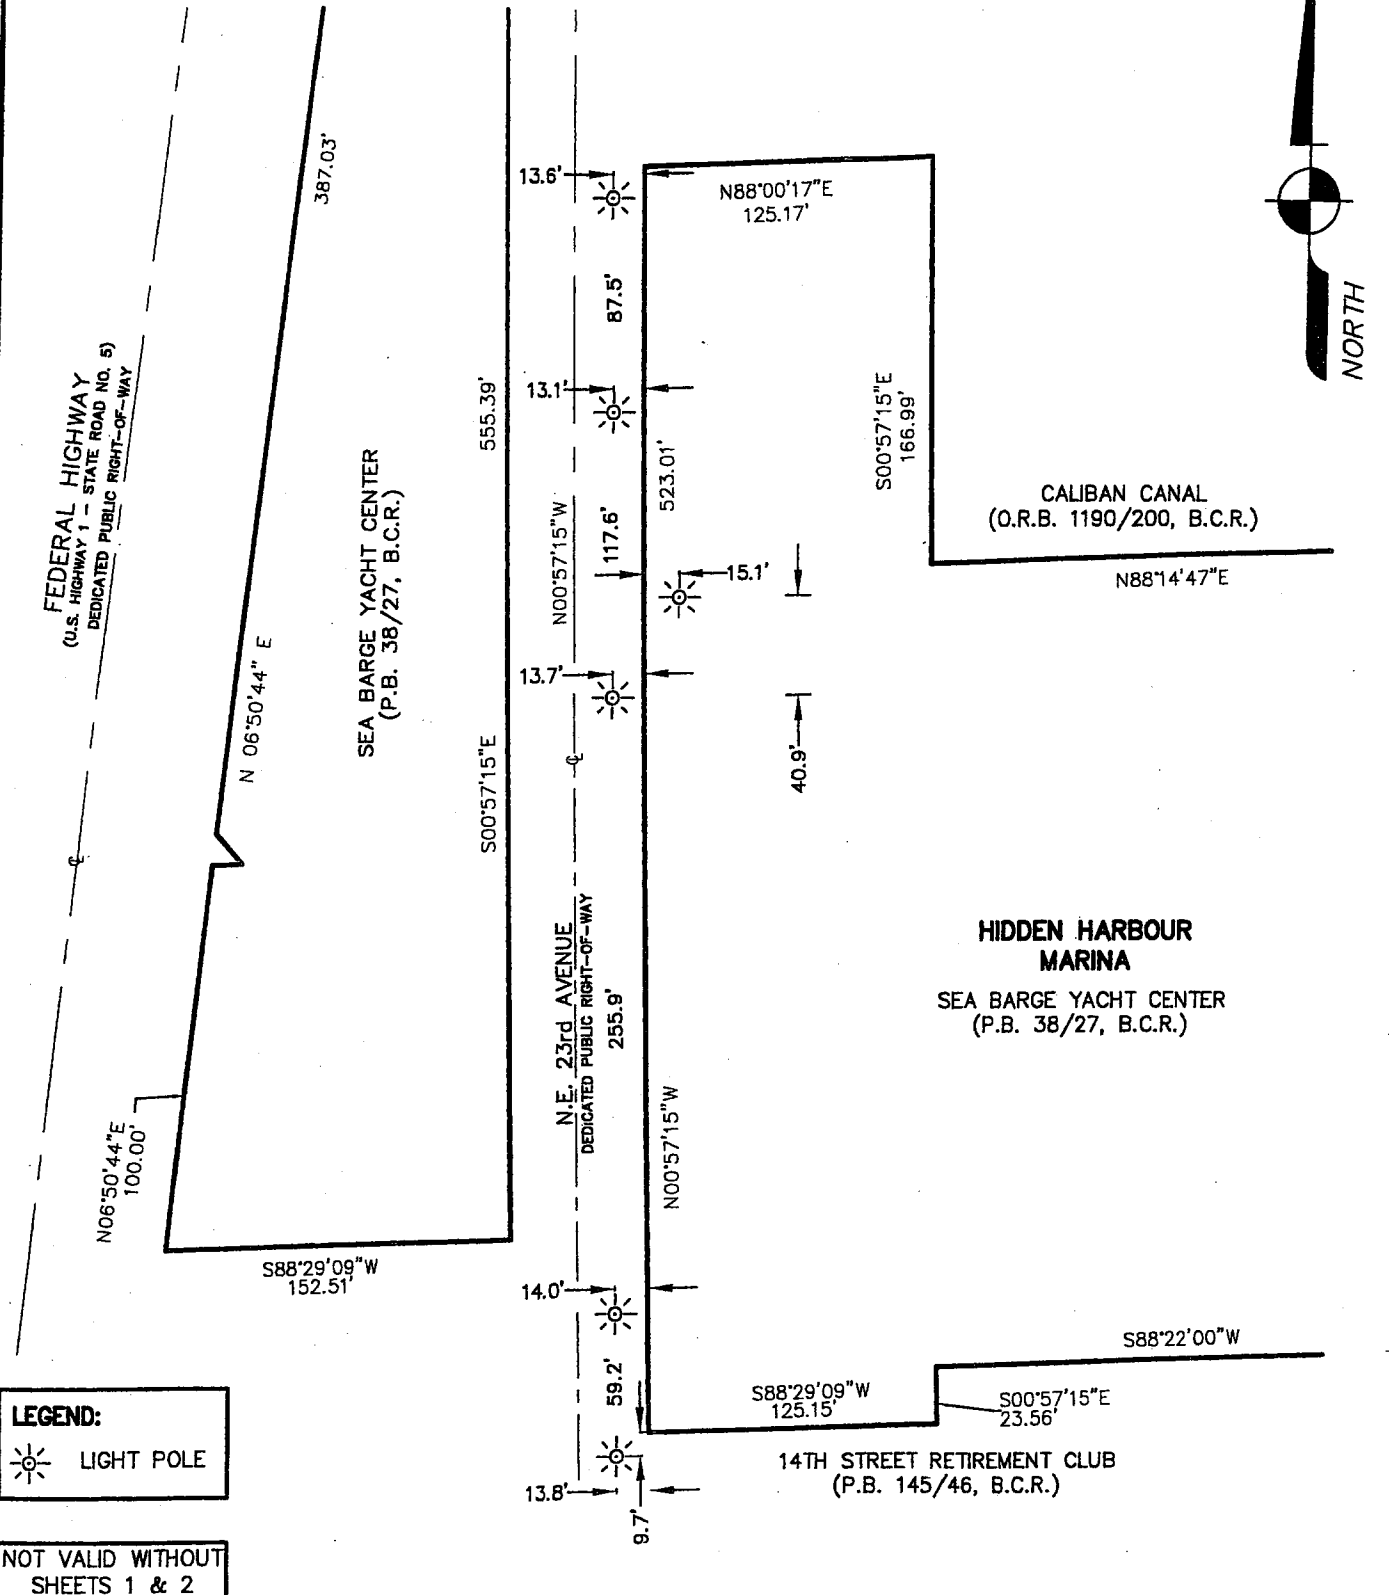 387.03'
13.6'
N88°00'17"E
125.17'
87.5'
NORTH
FEDERAL HIGHWAY
(U.S. HIGHWAY 1 - STATE ROAD NO. 5)
DEDICATED PUBLIC RIGHT-OF-WAY
13.1'
555.39'
523.01'
S00°57'15"E
166.99'
SEA BARGE YACHT CENTER
(P.B. 38/27, B.C.R.)
CALIBAN CANAL
(O.R.B. 1190/200, B.C.R.)
N00°57'15"W
117.6'
15.1'
N88°14'47"E
N 06°50'44" E
13.7'
40.9'
S00°57'15"E
℄
℄
N.E. 23rd AVENUE
DEDICATED PUBLIC RIGHT-OF-WAY
255.9'
HIDDEN HARBOUR
MARINA
SEA BARGE YACHT CENTER
(P.B. 38/27, B.C.R.)
N06°50'44"E
100.00'
N00°57'15"W
S88°29'09"W
152.51'
14.0'
59.2'
S88°22'00"W
S88°29'09"W
125.15'
S00°57'15"E
23.56'
LEGEND:
LIGHT POLE
14TH STREET RETIREMENT CLUB
(P.B. 145/46, B.C.R.)
13.8'
9.7'
NOT VALID WITHOUT
SHEETS 1 & 2